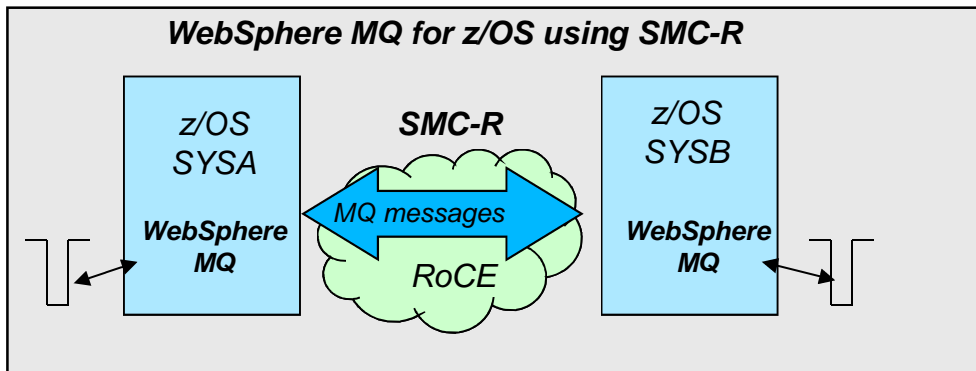 WebSphere MQ for z/OS using SMC-R
z/OS
SYSA
WebSphere
MQ
SMC-R
MQ messages
RoCE
z/OS
SYSB
WebSphere
MQ